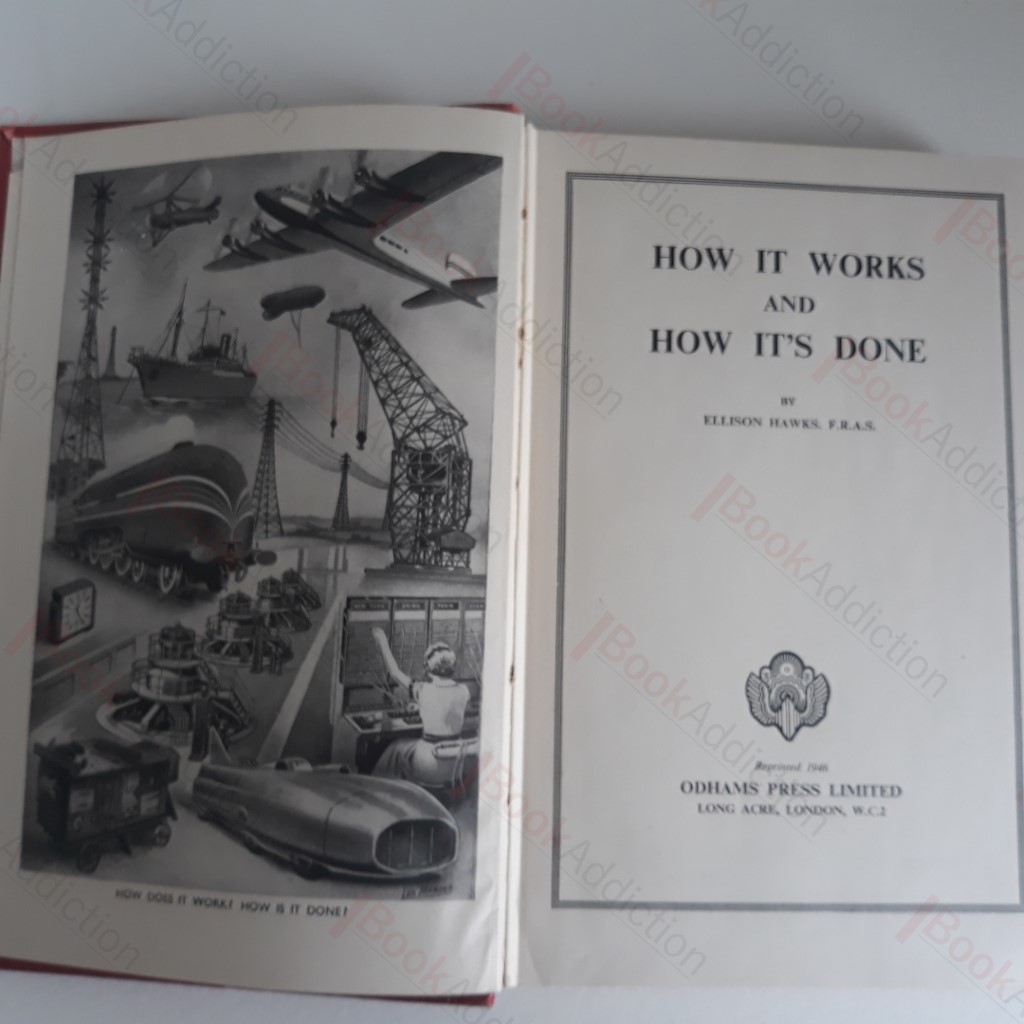 HOW DOES IT WORK? HOW IS IT DONE?
HOW IT WORKS
AND
HOW IT'S DONE
BY
ELLISON HAWKS. F.R.A.S.
Reprinted 1946
ODHAMS PRESS LIMITED
LONG ACRE, LONDON, W.C.2
BookAddiction